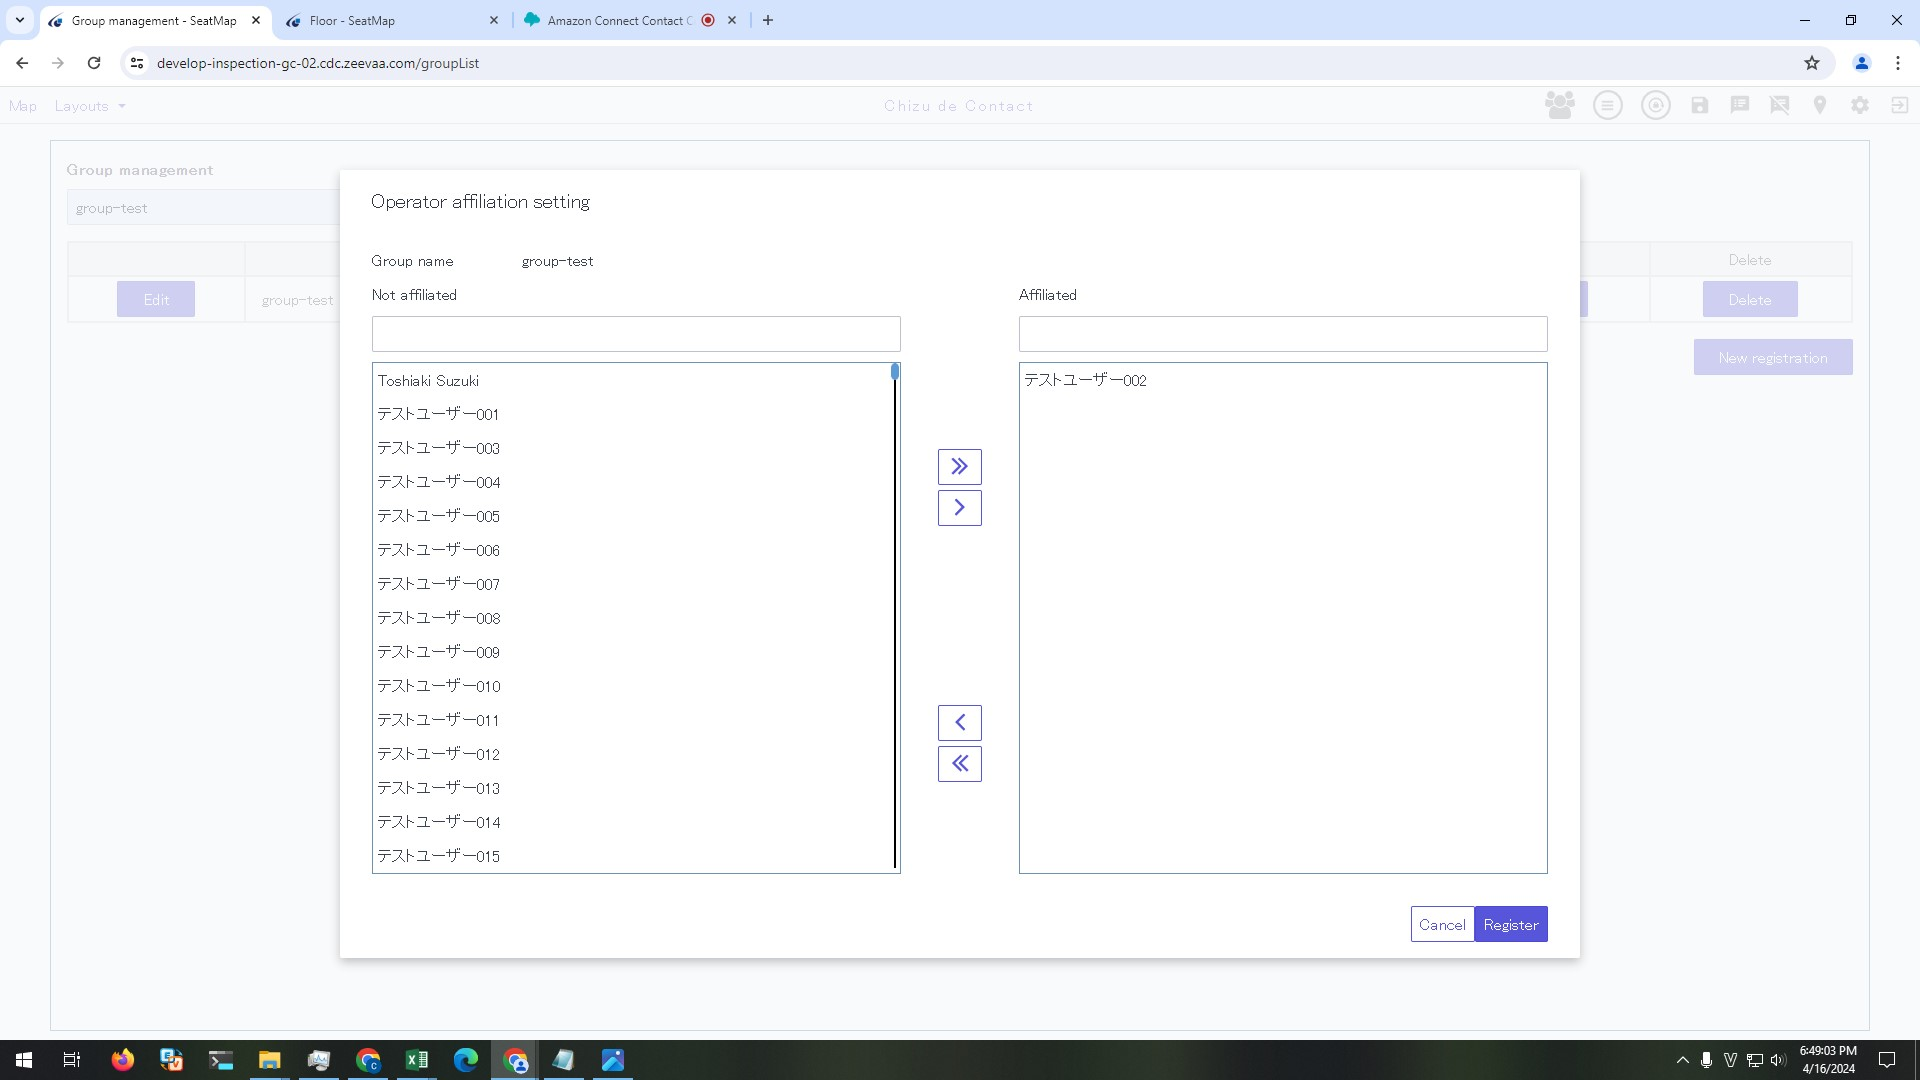 Group management - SeatMap
Floor - SeatMap
Amazon Connect Contact C
develop-inspection-gc-02.cdc.zeevaa.com/groupList
Map Layouts
Chizu de Contact
Group management
group-test
Delete
Edit group-test Delete
New registration
Operator affiliation setting
Group name group-test
Not affiliated
Toshiaki Suzuki
テストユーザー001
テストユーザー003
テストユーザー004
テストユーザー005
テストユーザー006
テストユーザー007
テストユーザー008
テストユーザー009
テストユーザー010
テストユーザー011
テストユーザー012
テストユーザー013
テストユーザー014
テストユーザー015
Affiliated
テストユーザー002
Cancel Register
6:49:03 PM
4/16/2024